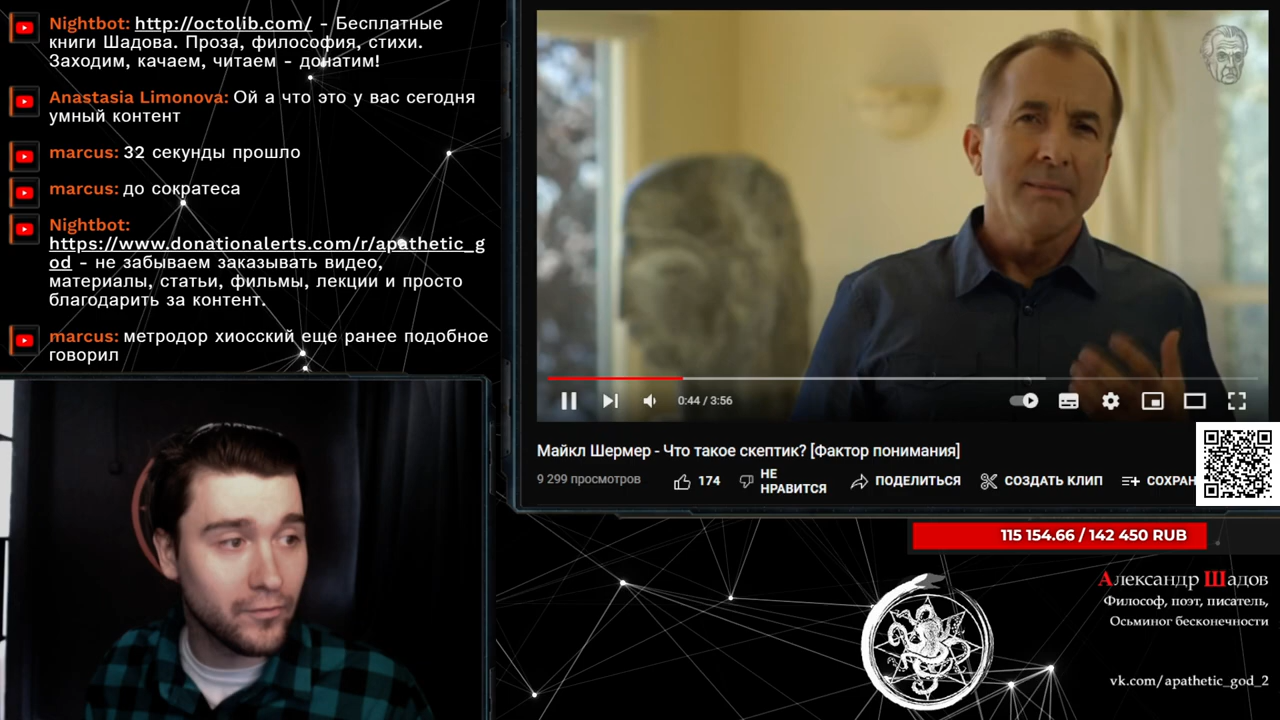 Nightbot: http://octolib.com/ - Бесплатные
книги Шадова. Проза, философия, стихи.
Заходим, качаем, читаем - донатим!
Anastasia Limonova: Ой а что это у вас сегодня
умный контент
marcus: 32 секунды прошло
marcus: до сократеса
Nightbot:
https://www.donationalerts.com/r/apathetic_g
od - не забываем заказывать видео,
материалы, статьи, фильмы, лекции и просто
благодарить за контент.
marcus: метродор хиосский еще ранее подобное
говорил
0:44 / 3:56
Майкл Шермер - Что такое скептик? [Фактор понимания]
9 299 просмотров
174
НЕ
НРАВИТСЯ
ПОДЕЛИТЬСЯ
СОЗДАТЬ КЛИП
СОХРАН
115 154.66 / 142 450 RUB
Александр Шадов
Философ, поэт, писатель,
Осьминог бесконечности
vk.com/apathetic_god_2